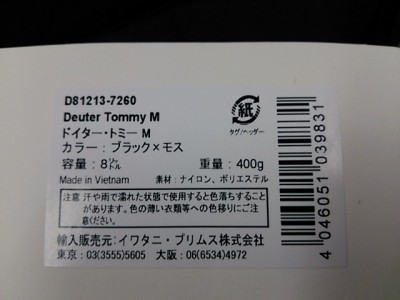 D81213-7260
Deuter Tommy M
ドイター・トミー M
カラー：ブラック×モス
容量：8㍑ 重量：400g
Made in Vietnam 素材：ナイロン、ポリエステル
注意 汗や雨で濡れた状態で使用すると色落ちすること
があります。色の薄い衣類等への色移りにご注
意ください。
輸入販売元：イワタニ・プリムス株式会社
東京：03(3555)5605 大阪：06(6534)4972
紙
タグ/ヘッダー
4 046051 039831